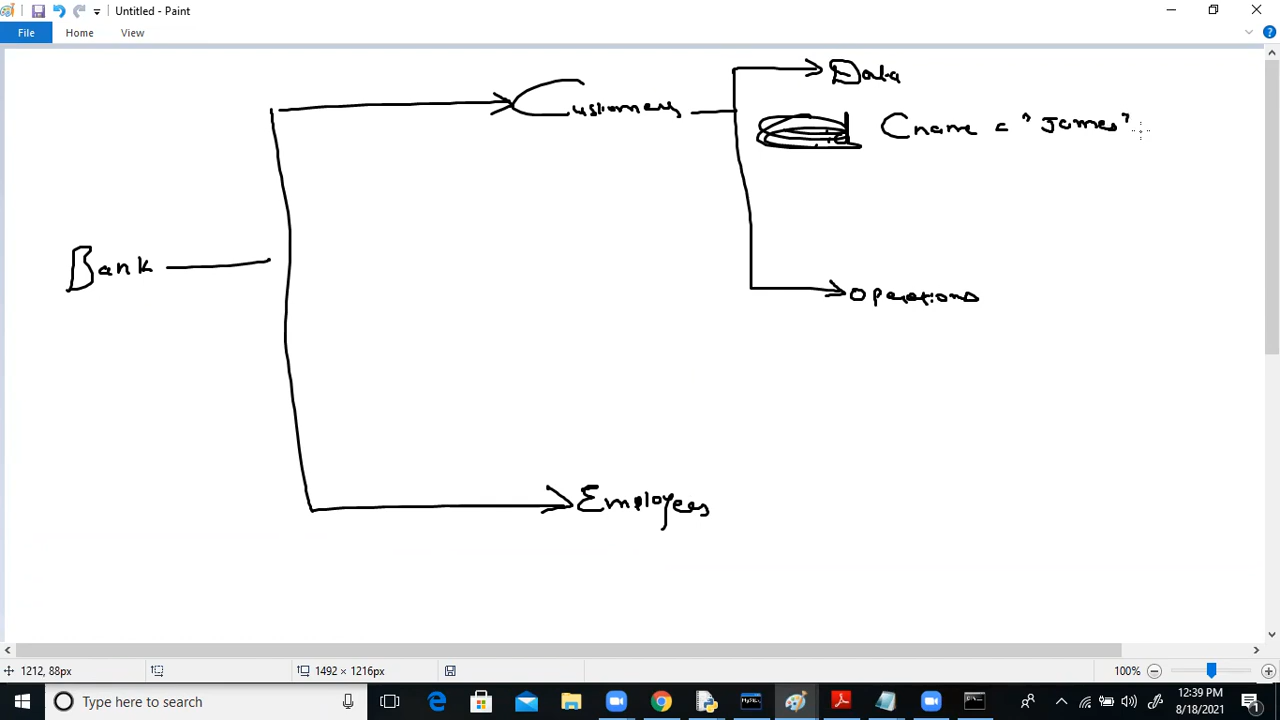 Untitled - Paint
File Home View
Data
Customers
Cname = "James"
Bank
Operations
Employees
1212, 88px
1492 × 1216px
100%
Type here to search
12:39 PM
8/18/2021